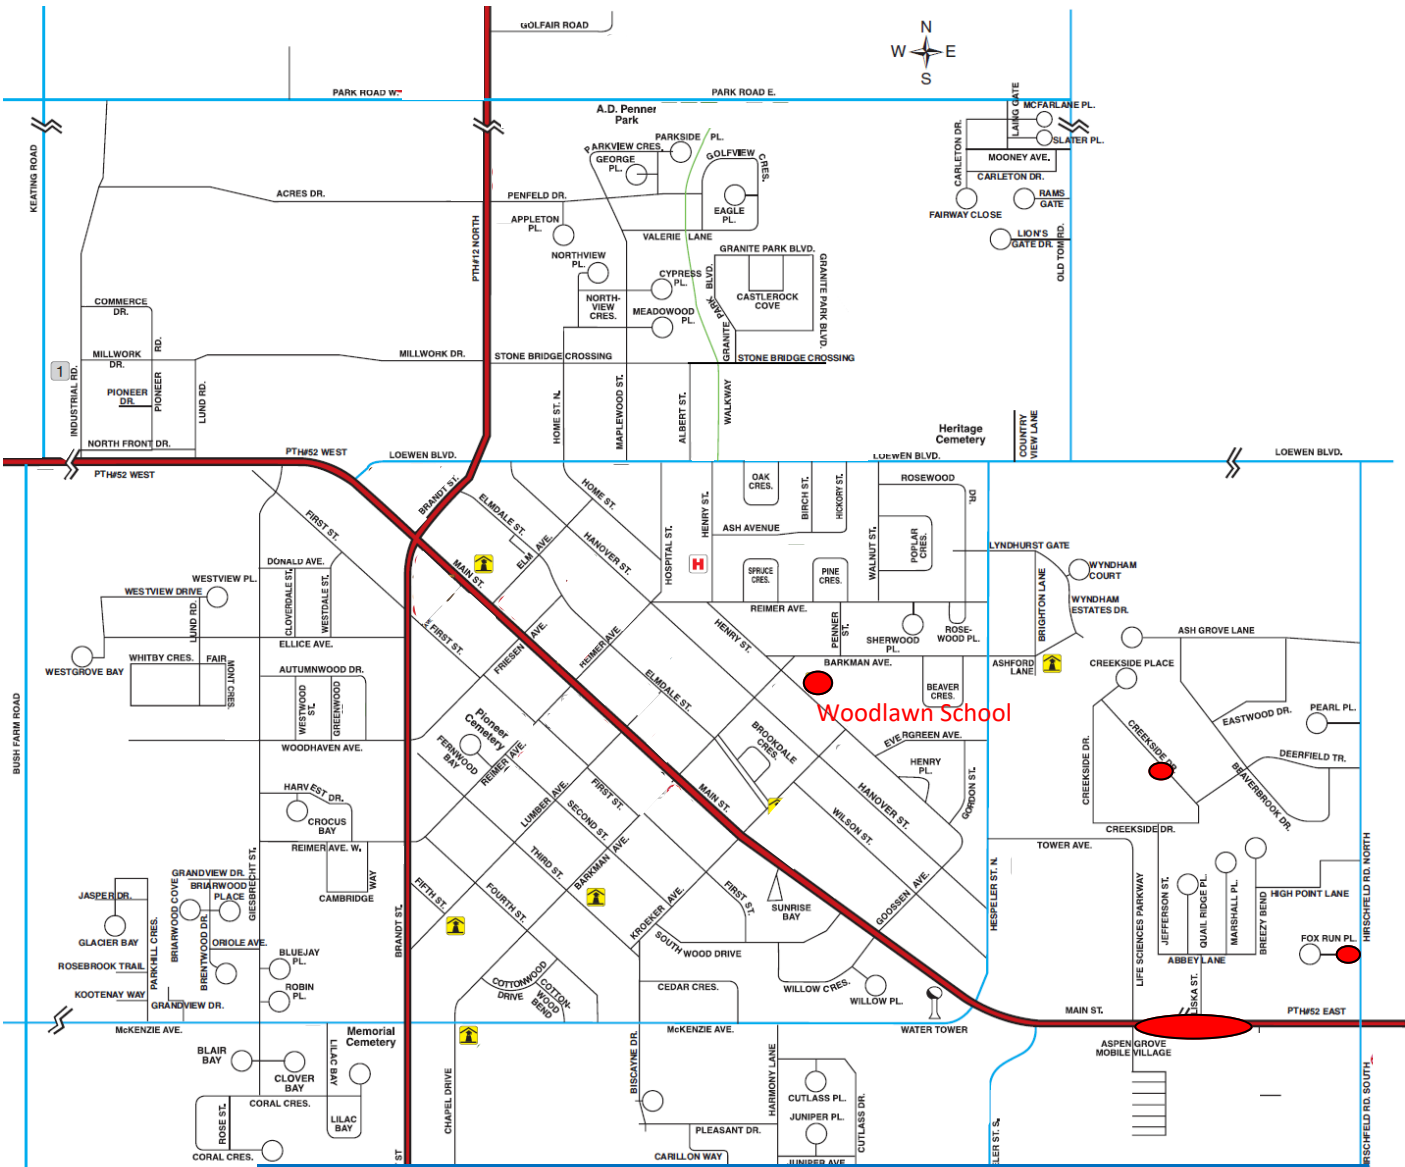 GOLFAIR ROAD
N
W E
S
PARK ROAD W.
PARK ROAD E.
A.D. Penner
Park
LAING GATE
MCFARLANE PL.
SLATER PL.
CARLETON DR.
MOONEY AVE.
CARLETON DR.
PARKSIDE PL.
PARKVIEW CRES.
GEORGE
PL.
GOLFVIEW CRES.
KEATING ROAD
ACRES DR.
PENFELD DR.
EAGLE
PL.
RAMS
GATE
FAIRWAY CLOSE
APPLETON
PL.
PTH#12 NORTH
VALERIE LANE
LION'S
GATE DR.
OLD TOM RD.
NORTHVIEW
PL.
GRANITE PARK BLVD.
CYPRESS
PL.
GRANITE PARK BLVD.
GRANITE PARK BLVD.
CASTLEROCK
COVE
NORTH-
VIEW
CRES.
MEADOWOOD
PL.
COMMERCE
DR.
MILLWORK
DR.
MILLWORK DR.
STONE BRIDGE CROSSING
STONE BRIDGE CROSSING
1
PIONEER
DR.
PIONEER RD.
INDUSTRIAL RD.
LUND RD.
HOME ST. N.
MAPLEWOOD ST.
ALBERT ST.
WALKWAY
NORTH FRONT DR.
Heritage
Cemetery
COUNTRY
VIEW LANE
PTH#52 WEST
PTH#52 WEST
LOEWEN BLVD.
LOEWEN BLVD.
LOEWEN BLVD.
BRANDT ST.
ELMDALE ST.
HOME ST.
OAK
CRES.
BIRCH ST.
HICKORY ST.
ROSEWOOD DR.
HENRY ST.
FIRST ST.
ELM AVE.
HANOVER ST.
HOSPITAL ST.
ASH AVENUE
WALNUT ST.
POPLAR
CRES.
LYNDHURST GATE
H
DONALD AVE.
MAIN ST.
SPRUCE
CRES.
PINE
CRES.
WYNDHAM
COURT
WESTVIEW PL.
WESTVIEW DRIVE
LUND RD.
CLOVERDALE ST.
WESTDALE ST.
REIMER AVE.
WYNDHAM
ESTATES DR.
BRIGHTON LANE
AVE
FIRST ST.
FRIESEN AVE.
REIMER AVE.
HENRY ST.
PENNER
ST.
SHERWOOD
PL.
ROSE-
WOOD PL.
ASH GROVE LANE
ELLICE AVE.
WHITBY CRES.
FAIR
MONT CRES.
WESTGROVE BAY
AUTUMNWOOD DR.
ELMDALE ST.
BARKMAN AVE.
ASHFORD
LANE
CREEKSIDE PLACE
BEAVER
CRES.
WESTWOOD
ST.
GREENWOOD
Pioneer
Cemetery
Woodlawn School
PEARL PL.
EASTWOOD DR.
BUSH FARM ROAD
WOODHAVEN AVE.
FERNWOOD
BAY
REIMER AVE.
BROOKDALE
CRES.
EVERGREEN AVE.
CREEKSIDE DR.
CREEKSIDE DR.
DEERFIELD TR.
HENRY
PL.
BEAVERBROOK DR.
HARVEST DR.
CROCUS
BAY
LUMBER AVE.
FIRST ST.
SECOND ST.
MAIN ST.
HANOVER ST.
WILSON ST.
GORDON ST.
CREEKSIDE DR.
REIMER AVE. W.
THIRD ST.
BARKMAN AVE.
TOWER AVE.
GRANDVIEW DR.
BRIARWOOD
PLACE
JASPER DR.
GIESBRECHT ST.
CAMBRIDGE
WAY
FIFTH ST.
FOURTH ST.
KROEKER AVE.
FIRST ST.
SUNRISE
BAY
GOOSSEN AVE.
HESPELER ST. N.
HIGH POINT LANE
HIRSCHFELD RD. NORTH
GLACIER BAY
BRIARWOOD COVE
BRENTWOOD DR.
ORIOLE AVE.
BRANDT ST.
LIFE SCIENCES PARKWAY
JEFFERSON ST.
QUAIL RIDGE PL.
MARSHALL PL.
BREEZY BEND
FOX RUN PL.
ROSEBROOK TRAIL
PARKHILL CRES.
BLUEJAY
PL.
SOUTH WOOD DRIVE
ABBEY LANE
KOOTENAY WAY
GRANDVIEW DR.
ROBIN
PL.
COTTONWOOD
DRIVE
COTTON-
WOOD
BEND
CEDAR CRES.
WILLOW CRES.
WILLOW PL.
LISKA ST.
McKENZIE AVE.
McKENZIE AVE.
WATER TOWER
MAIN ST.
PTH#52 EAST
Memorial
Cemetery
ASPEN GROVE
MOBILE VILLAGE
BLAIR
BAY
CLOVER
BAY
LILAC BAY
CHAPEL DRIVE
BISCAYNE DR.
HARMONY LANE
CUTLASS PL.
CUTLASS DR.
HIRSCHFELD RD. SOUTH
CORAL CRES.
ROSE ST.
LILAC
BAY
JUNIPER PL.
PLEASANT DR.
CORAL CRES.
ST
CARILLON WAY
JUNIPER AVE
LER ST. S.